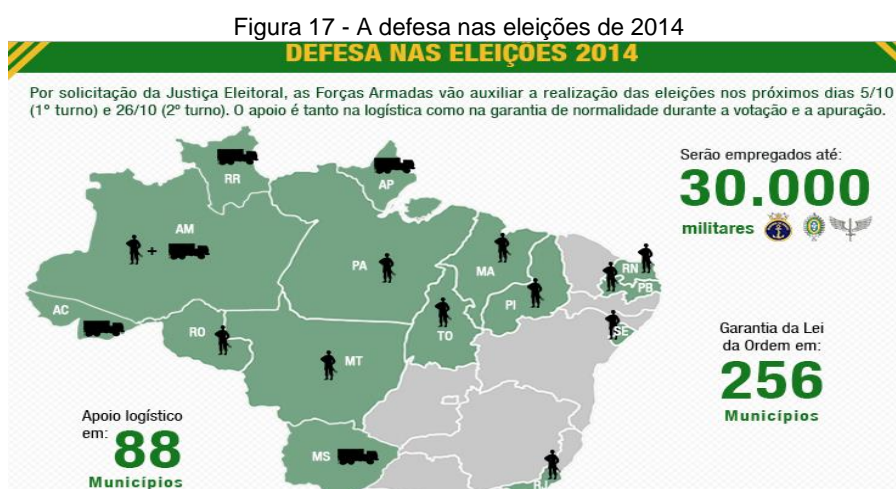 Figura 17 - A defesa nas eleições de 2014
DEFESA NAS ELEIÇÕES 2014
Por solicitação da Justiça Eleitoral, as Forças Armadas vão auxiliar a realização das eleições nos próximos dias 5/10
(1º turno) e 26/10 (2º turno). O apoio é tanto na logística como na garantia de normalidade durante a votação e a apuração.
Serão empregados até:
30.000
militares
RR
AP
AM
+
PA
MA
RN
PB
PI
AC
RO
TO
SE
MT
Garantia da Lei
da Ordem em:
256
Municípios
Apoio logístico
em:
88
Municípios
MS
RJ